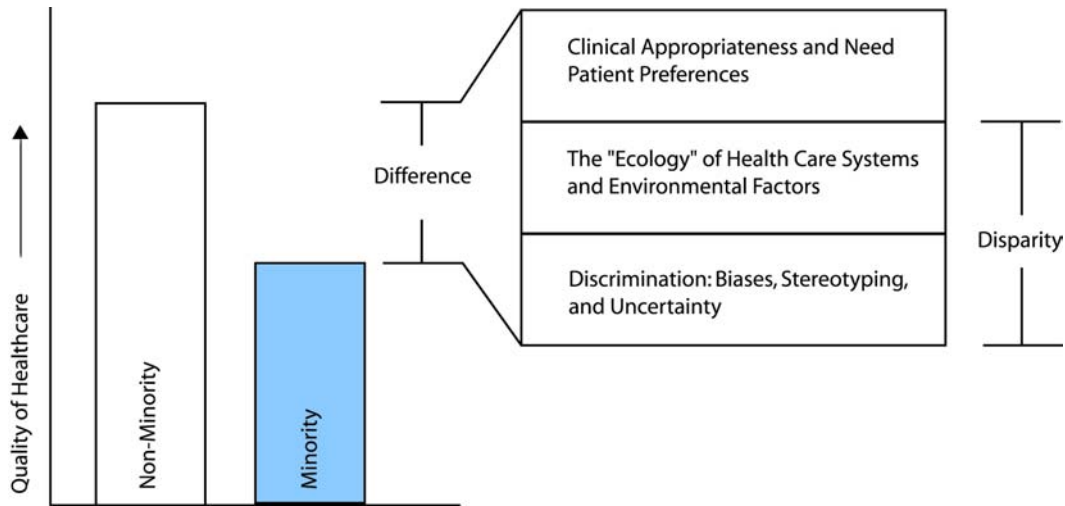 Quality of Healthcare
Non-Minority
Minority
Difference
Clinical Appropriateness and Need
Patient Preferences
The "Ecology" of Health Care Systems
and Environmental Factors
Discrimination: Biases, Stereotyping,
and Uncertainty
Disparity